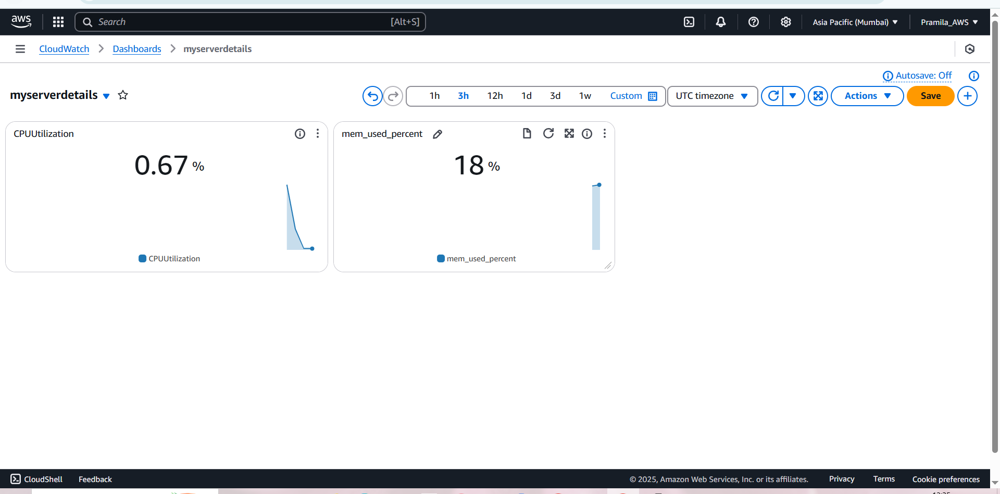 aws Search [Alt+S] Asia Pacific (Mumbai) Pramila_AWS
CloudWatch Dashboards myserverdetails
Autosave: Off
myserverdetails 1h 3h 12h 1d 3d 1w Custom UTC timezone Actions Save
CPUUtilization
0.67 %
CPUUtilization
mem_used_percent
18 %
mem_used_percent
CloudShell Feedback © 2025, Amazon Web Services, Inc. or its affiliates. Privacy Terms Cookie preferences